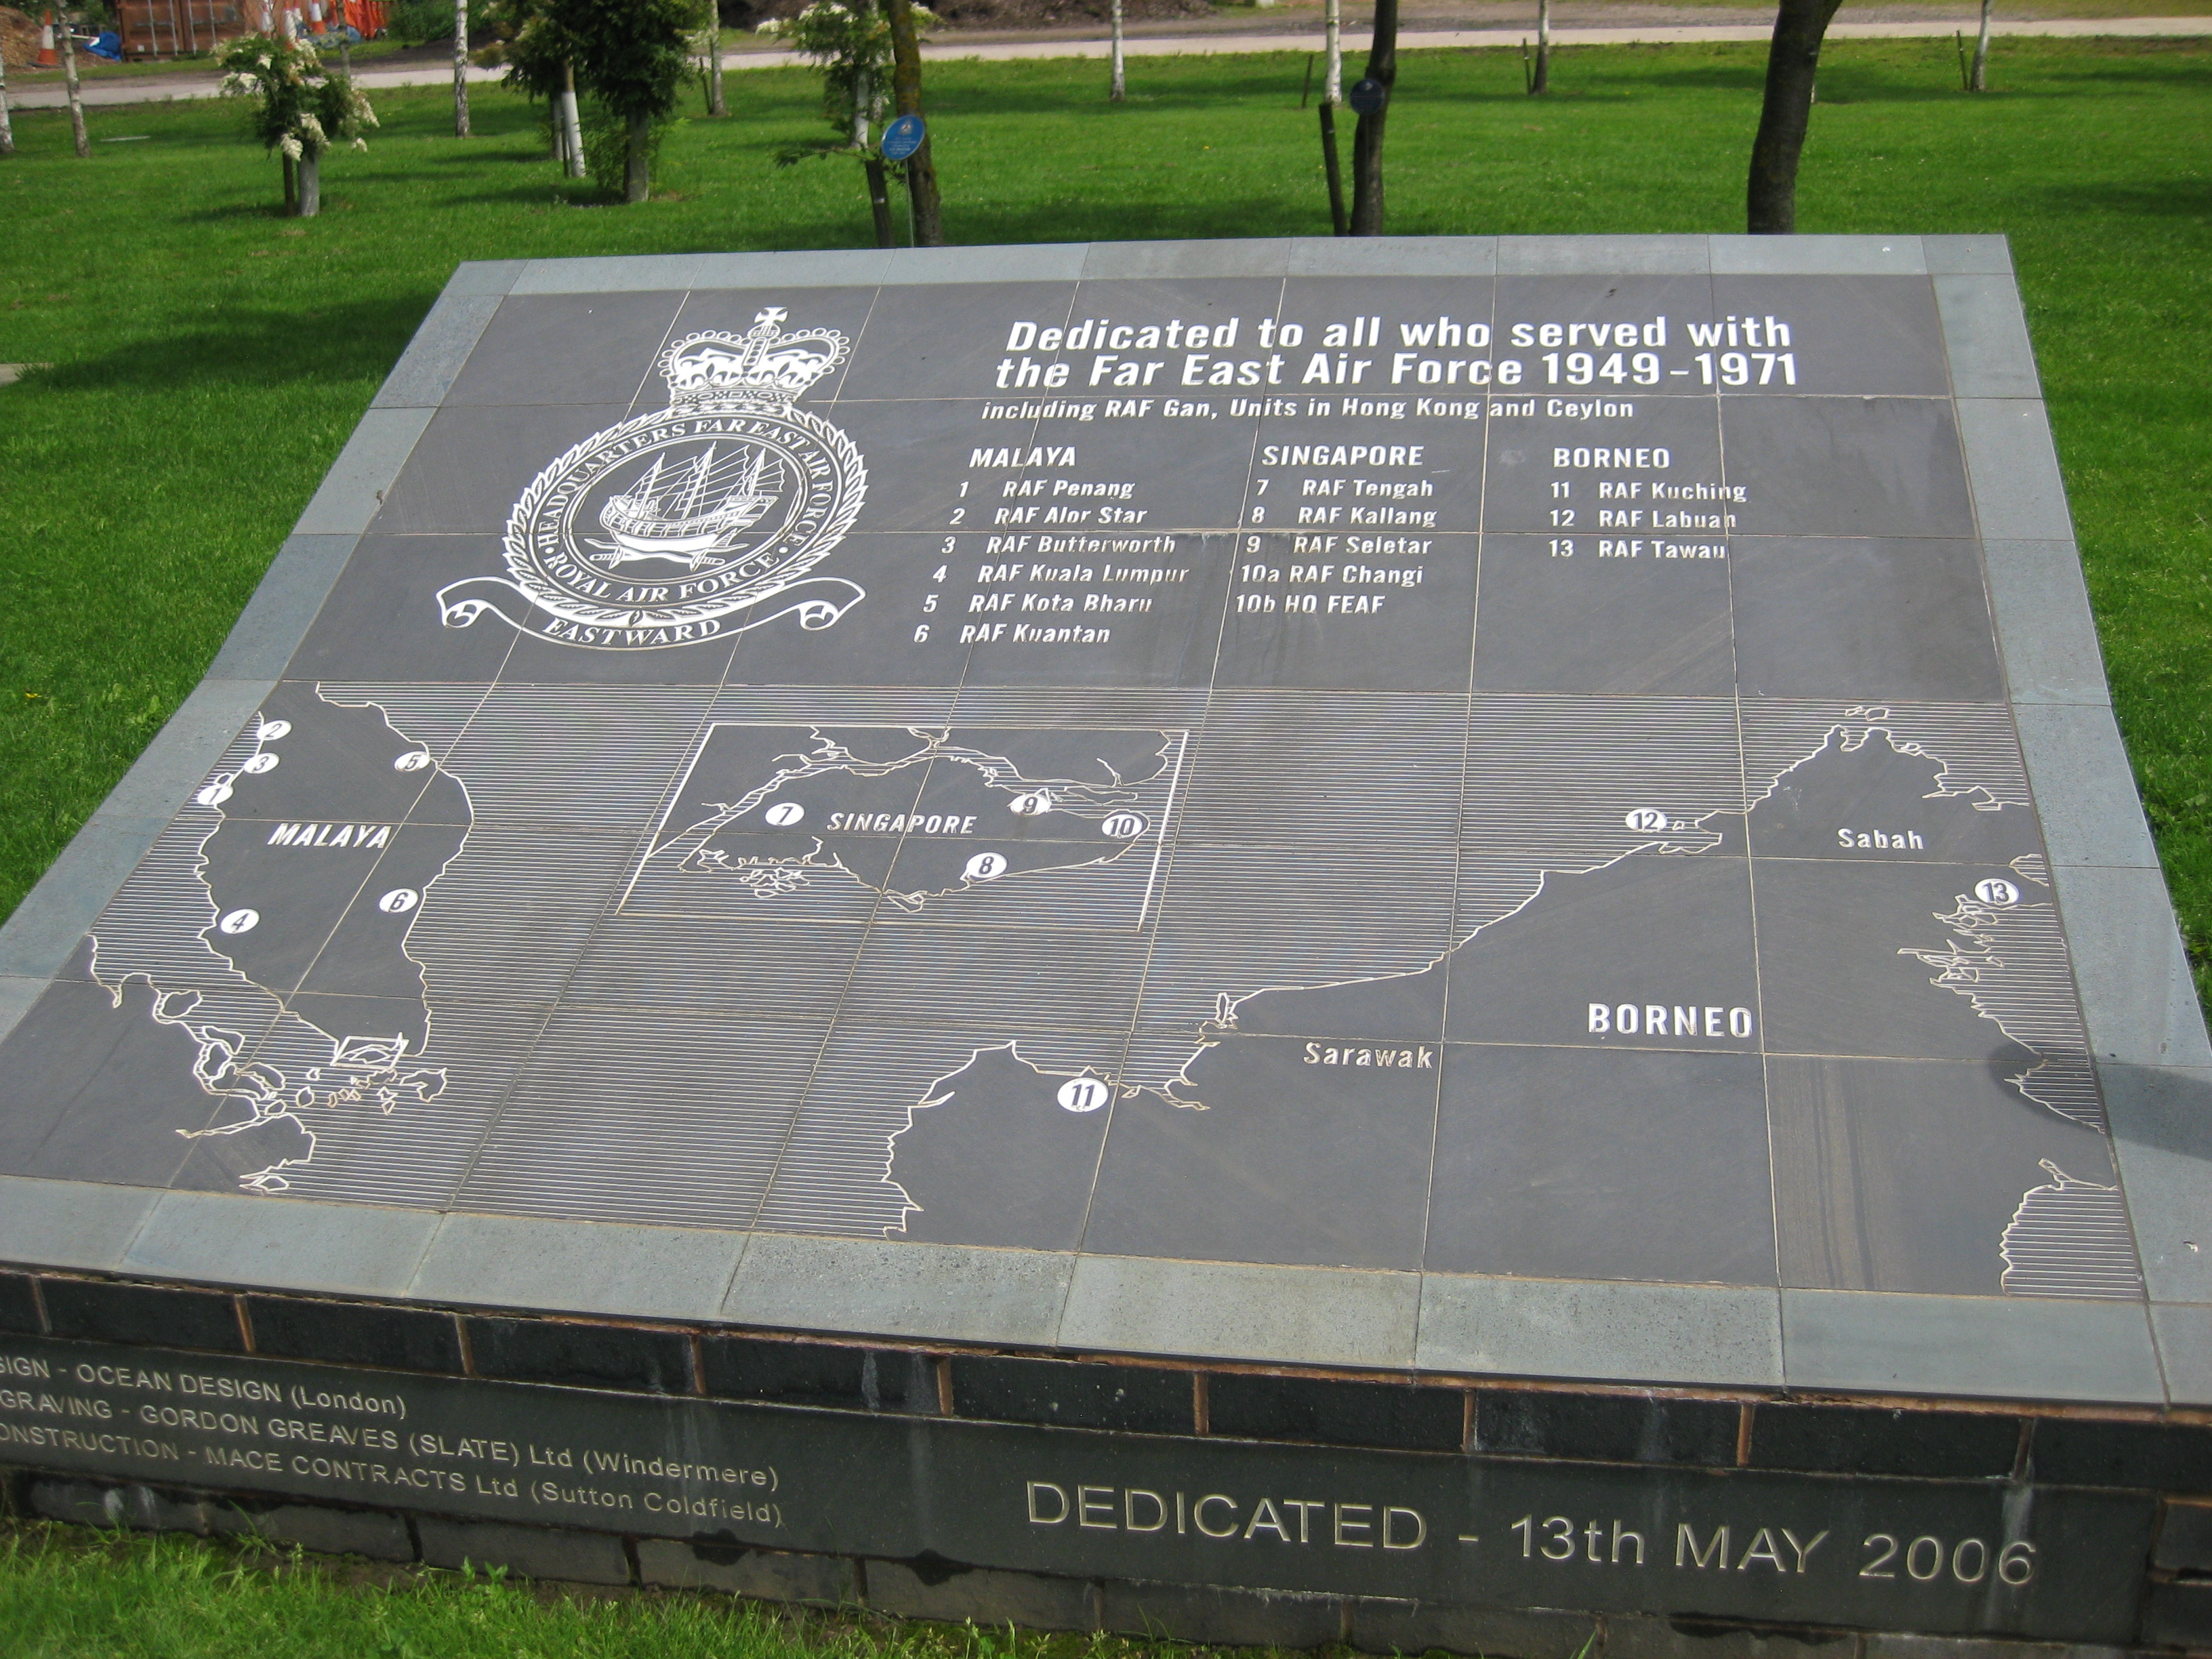 Dedicated to all who served with
the Far East Air Force 1949-1971
including RAF Gan, Units in Hong Kong and Ceylon
HEADQUARTERS FAR EAST AIR FORCE
ROYAL AIR FORCE
EASTWARD
MALAYA
1 RAF Penang
2 RAF Alor Star
3 RAF Butterworth
4 RAF Kuala Lumpur
5 RAF Kota Bharu
6 RAF Kuantan
SINGAPORE
7 RAF Tengah
8 RAF Kallang
9 RAF Seletar
10a RAF Changi
10b HQ FEAF
BORNEO
11 RAF Kuching
12 RAF Labuan
13 RAF Tawau
2
3
5
1
MALAYA
4
6
7
SINGAPORE
9
10
8
12
Sabah
13
BORNEO
Sarawak
11
SIGN - OCEAN DESIGN (London)
GRAVING - GORDON GREAVES (SLATE) Ltd (Windermere)
ONSTRUCTION - MACE CONTRACTS Ltd (Sutton Coldfield)
DEDICATED - 13th MAY 2006